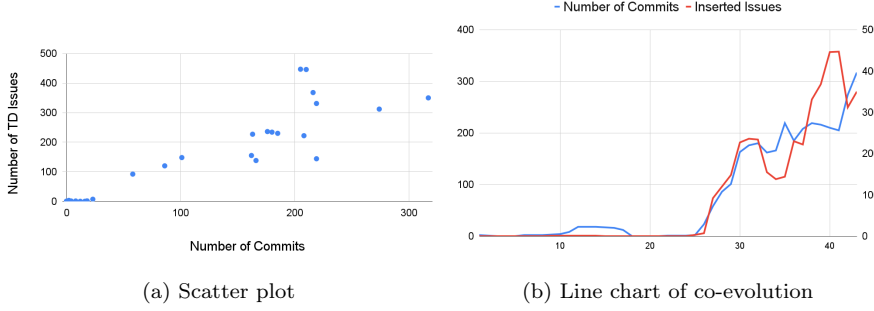 Number of TD Issues
500
400
300
200
100
0
0 100 200 300
Number of Commits
(a) Scatter plot
Number of Commits Inserted Issues
400
300
200
100
0
50
40
30
20
10
0
10 20 30 40
(b) Line chart of co-evolution